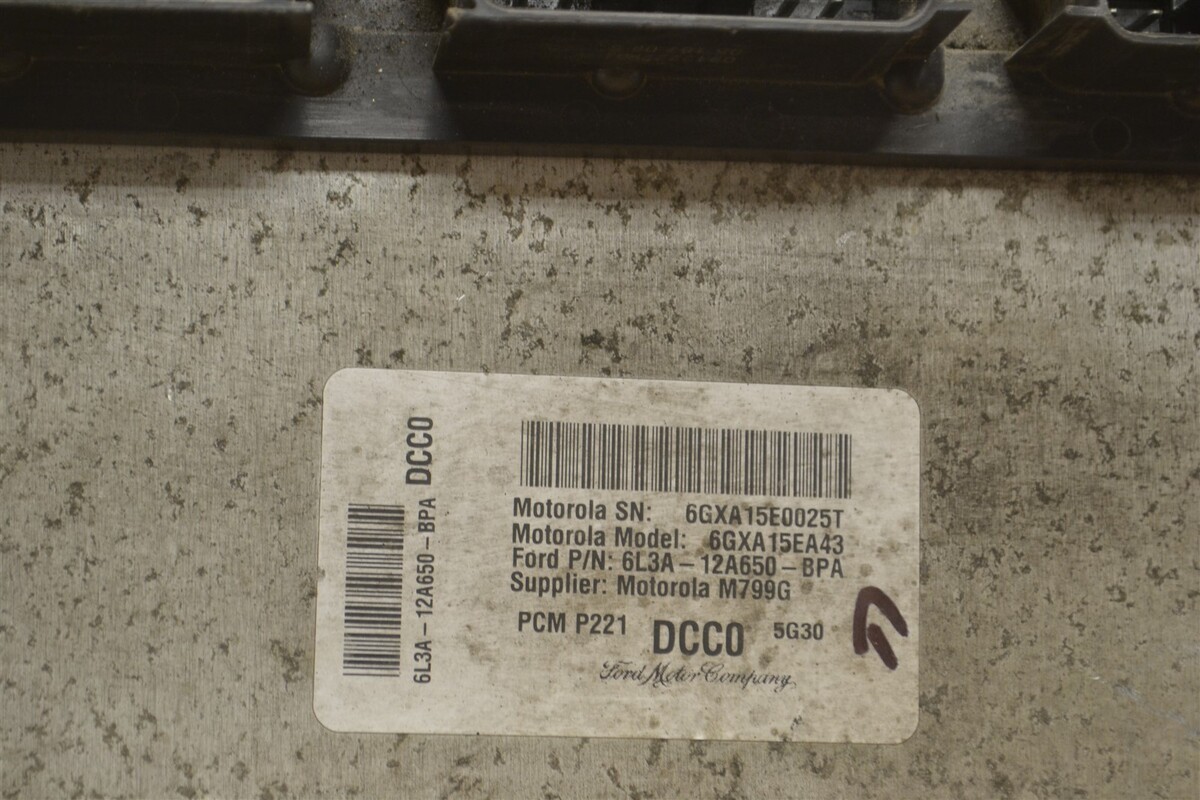 6L3A-12A650-BPA DCC0
Motorola SN: 6GXA15E0025T
Motorola Model: 6GXA15EA43
Ford P/N: 6L3A-12A650-BPA
Supplier: Motorola M799G
PCM P221 DCC0 5G30
Ford Motor Company